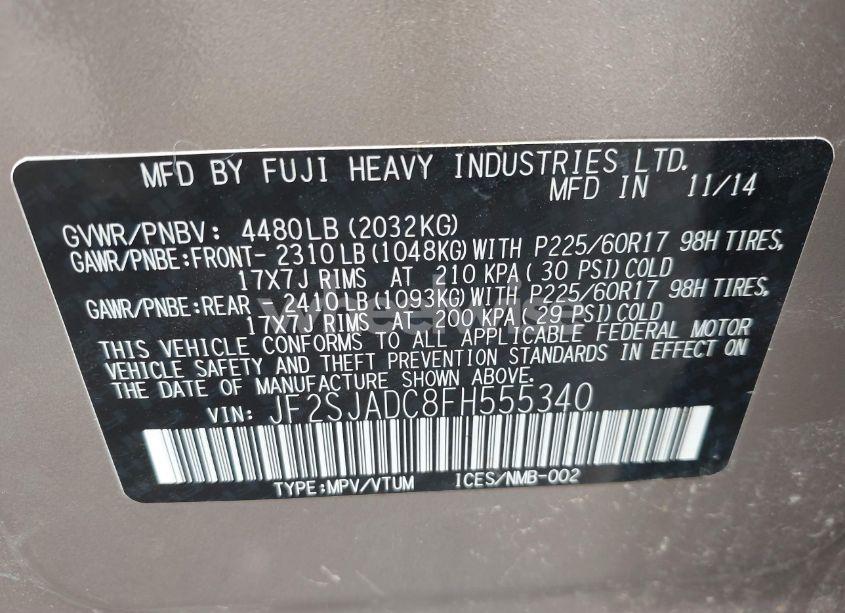 MFD BY FUJI HEAVY INDUSTRIES LTD.
MFD IN 11/14
GVWR/PNBV: 4480LB(2032KG)
GAWR/PNBE:FRONT- 2310LB(1048KG)WITH P225/60R17 98H TIRES,
17X7J RIMS AT 210 KPA( 30 PSI)COLD
GAWR/PNBE:REAR - 2410LB(1093KG)WITH P225/60R17 98H TIRES,
17X7J RIMS AT 200 KPA(29 PSI)COLD
THIS VEHICLE CONFORMS TO ALL APPLICABLE FEDERAL MOTOR
VEHICLE SAFETY AND THEFT PREVENTION STANDARDS IN EFFECT ON
THE DATE OF MANUFACTURE SHOWN ABOVE.
VIN: JF2SJADC8FH555340
TYPE:MPV/VTUM ICES/NMB-002